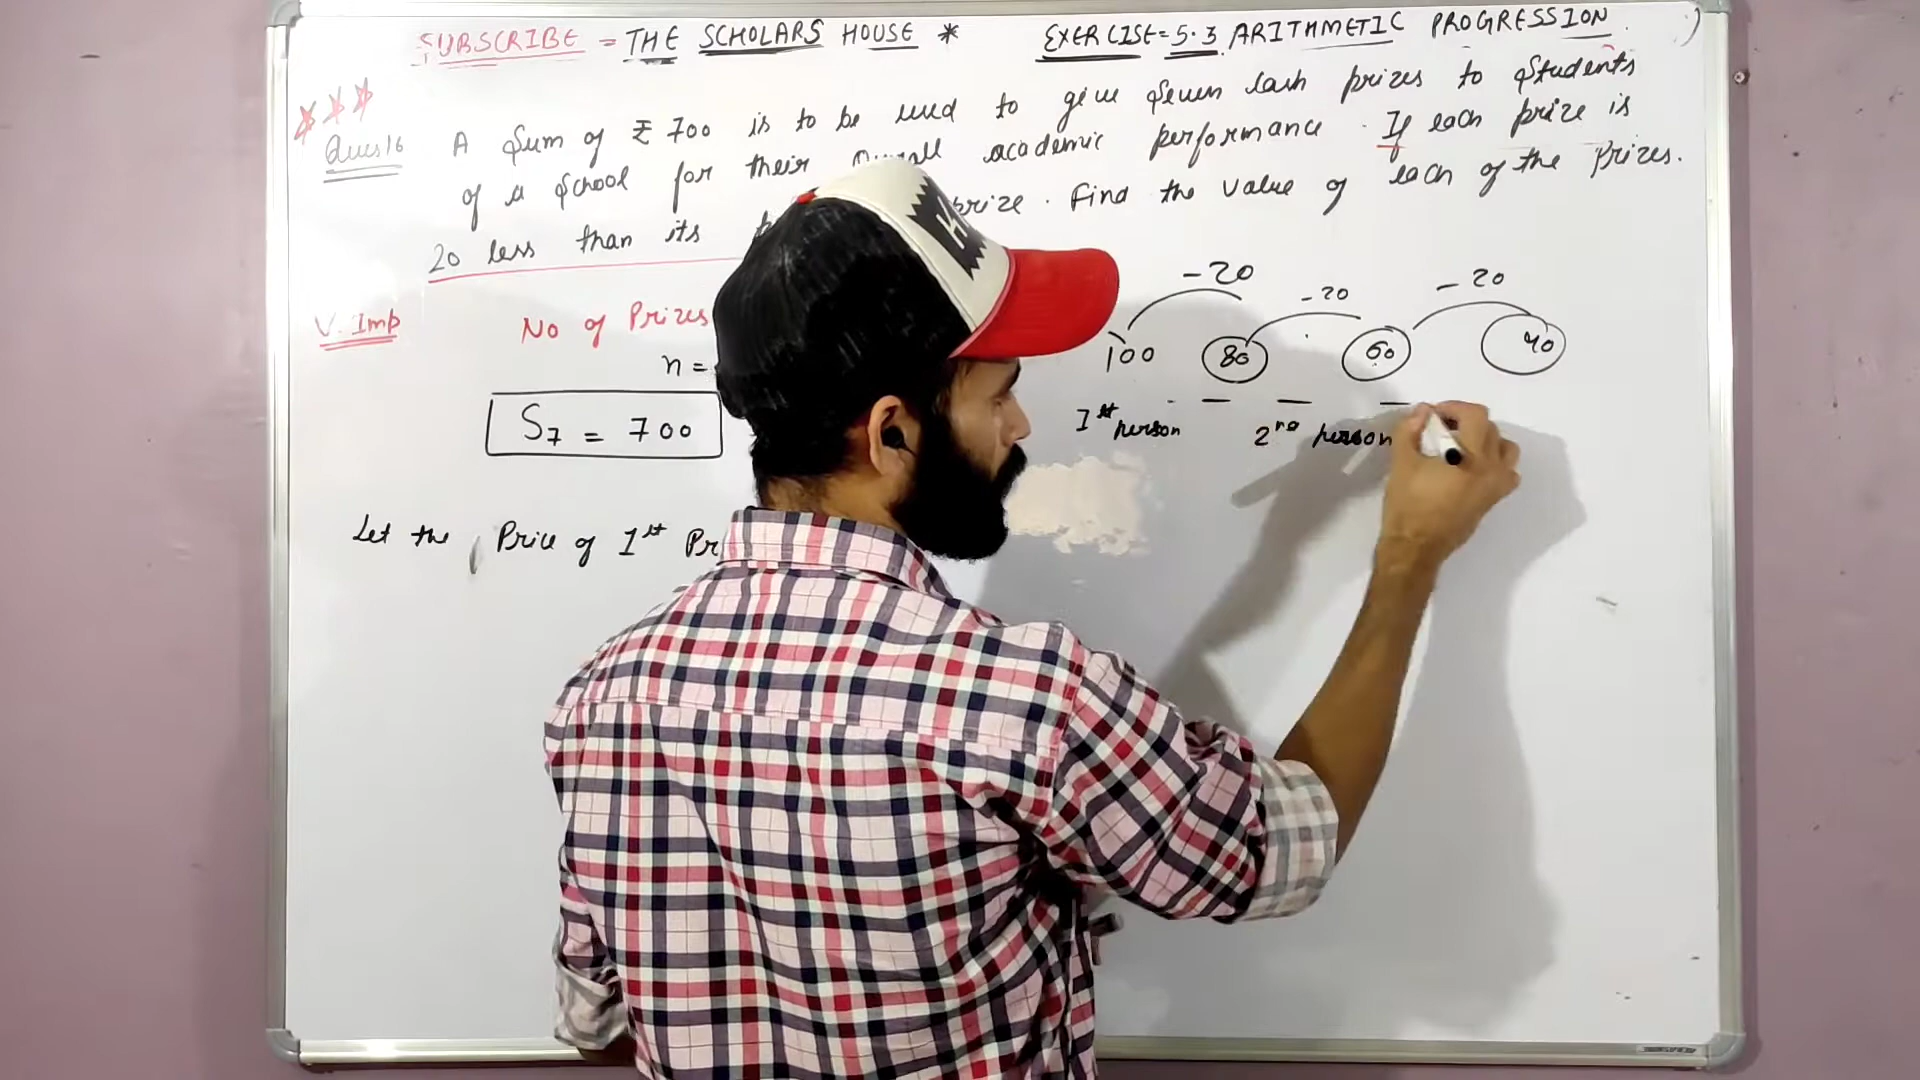 SUBSCRIBE = THE SCHOLARS HOUSE * EXERCISE = 5.3 ARITHMETIC PROGRESSION
Ques 16 A Sum of ₹ 700 is to be used to give Seven cash prizes to Students
of a School for their Overall academic performance. If each prize is
20 less than its prize. Find the value of each of the Prizes.
V. Imp No of Prizes
n =
S7 = 700
-20 -20 -20
100 80 60 40
1st person 2nd person
Let the Price of 1st Pr